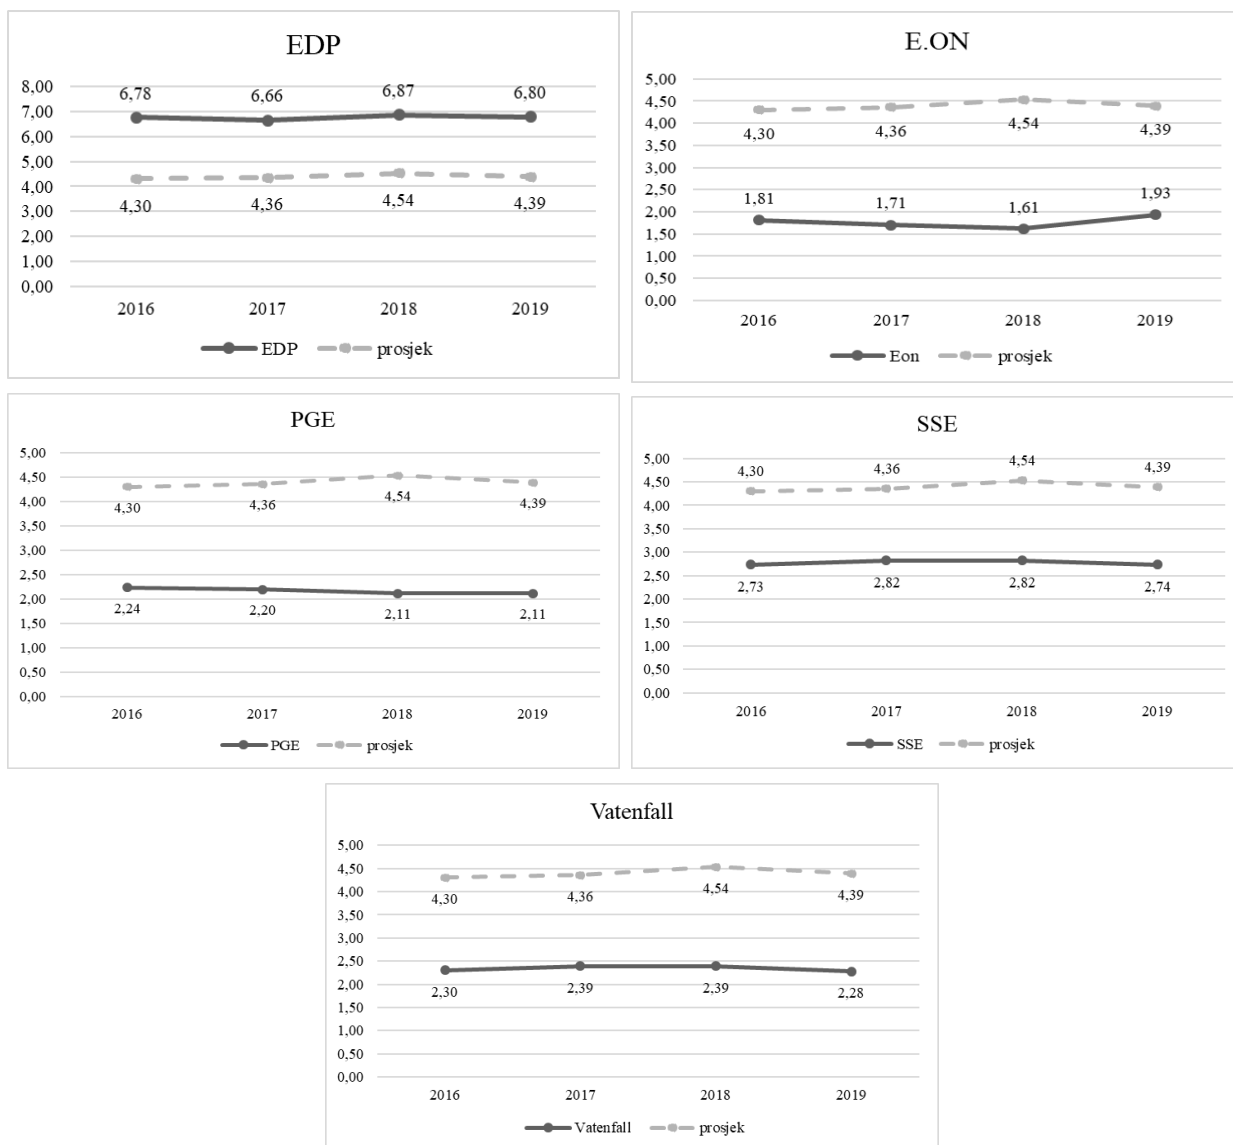 EDP
8,00
7,00
6,00
5,00
4,00
3,00
2,00
1,00
0,00
6,78 6,66 6,87 6,80
4,30 4,36 4,54 4,39
2016 2017 2018 2019
EDP prosjek
E.ON
5,00
4,50
4,00
3,50
3,00
2,50
2,00
1,50
1,00
0,50
0,00
4,30 4,36 4,54 4,39
1,81 1,71 1,61 1,93
2016 2017 2018 2019
Eon prosjek
PGE
5,00
4,50
4,00
3,50
3,00
2,50
2,00
1,50
1,00
0,50
0,00
4,30 4,36 4,54 4,39
2,24 2,20 2,11 2,11
2016 2017 2018 2019
PGE prosjek
SSE
5,00
4,50
4,00
3,50
3,00
2,50
2,00
1,50
1,00
0,50
0,00
4,30 4,36 4,54 4,39
2,73 2,82 2,82 2,74
2016 2017 2018 2019
SSE prosjek
Vatenfall
5,00
4,50
4,00
3,50
3,00
2,50
2,00
1,50
1,00
0,50
0,00
4,30 4,36 4,54 4,39
2,30 2,39 2,39 2,28
2016 2017 2018 2019
Vatenfall prosjek